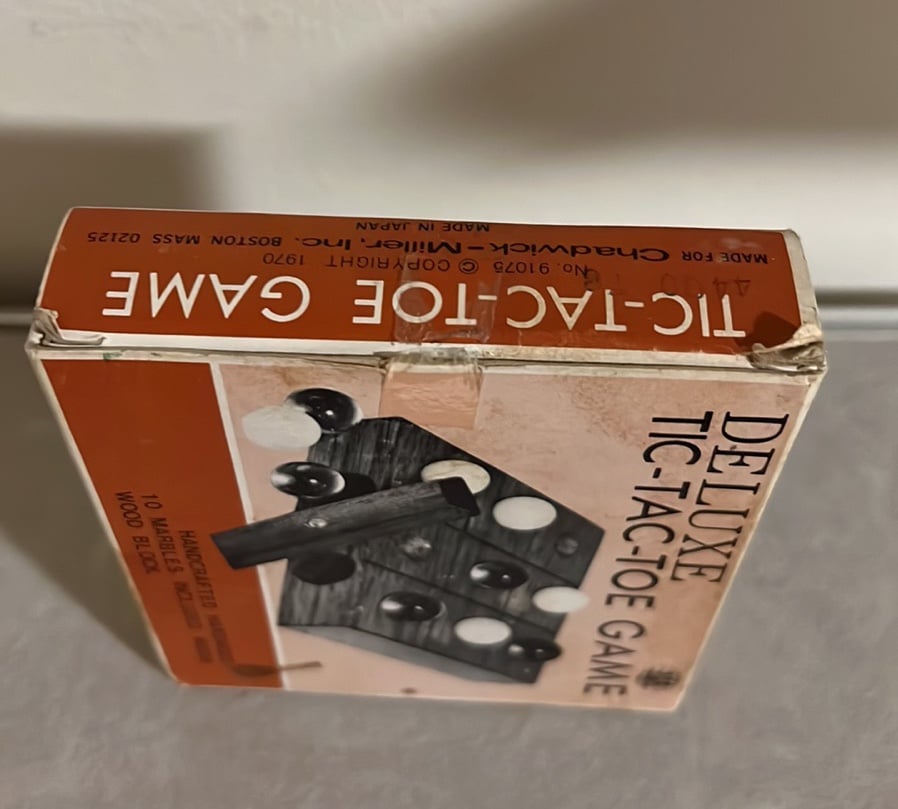 MADE IN JAPAN
MADE FOR Chadwick-Miller, Inc. BOSTON MASS 02125
No. 91075 © COPYRIGHT 1970
TIC-TAC-TOE GAME
DELUXE
TIC-TAC-TOE GAME
HANDCRAFTED
10 MARBLES INCLUDED
WOOD BLOCK